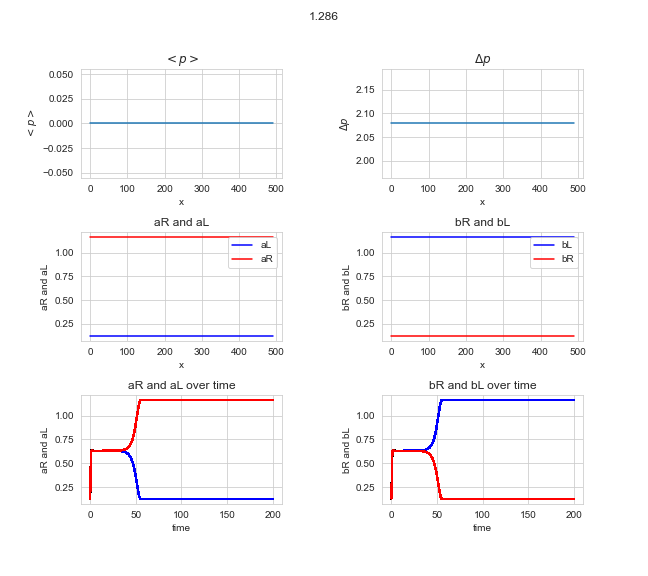 1.286
< p >
Δp
< p >
0.050
0.025
0.000
−0.025
−0.050
0 100 200 300 400 500
x
Δp
2.15
2.10
2.05
2.00
0 100 200 300 400 500
x
aR and aL
bR and bL
aR and aL
1.00
0.75
0.50
0.25
aL
aR
0 100 200 300 400 500
x
bR and bL
1.00
0.75
0.50
0.25
bL
bR
0 100 200 300 400 500
x
aR and aL over time
bR and bL over time
aR and aL
1.00
0.75
0.50
0.25
0 50 100 150 200
time
bR and bL
1.00
0.75
0.50
0.25
0 50 100 150 200
time